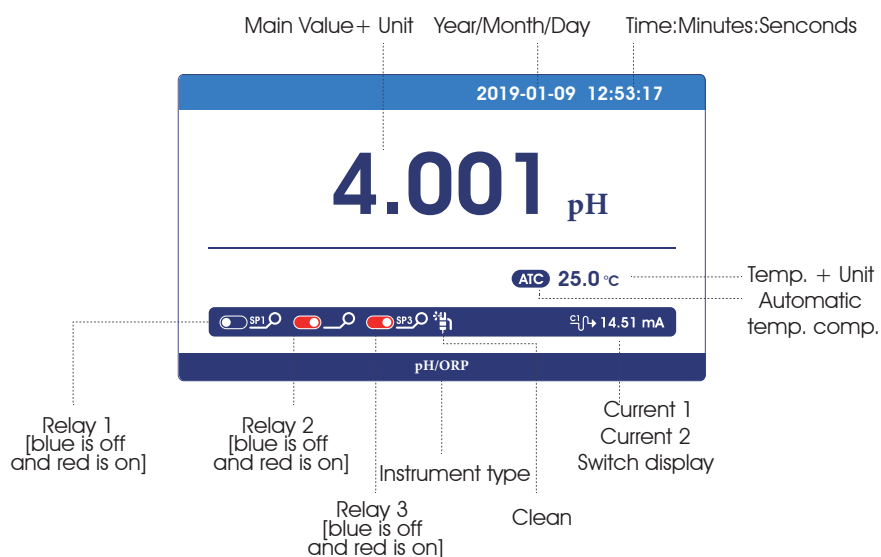 Main Value+ Unit Year/Month/Day Time:Minutes:Senconds
2019-01-09 12:53:17
4.001 pH
ATC 25.0 °C
Temp. + Unit
Automatic
temp. comp.
SP1 SP3 C1 14.51 mA
pH/ORP
Relay 1
[blue is off
and red is on]
Relay 2
[blue is off
and red is on]
Instrument type
Relay 3
[blue is off
and red is on]
Clean
Current 1
Current 2
Switch display